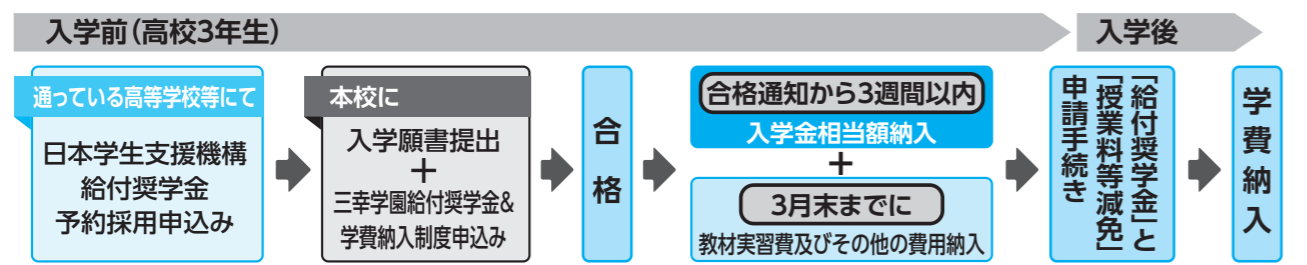 入学前(高校3年生)
入学後
通っている高等学校等にて
日本学生支援機構
給付奨学金
予約採用申込み
本校に
入学願書提出
+
三幸学園給付奨学金&
学費納入制度申込み
合格
合格通知から3週間以内
入学金相当額納入
+
3月末までに
教材実習費及びその他の費用納入
「給付奨学金」と
「授業料等減免」
申請手続き
学費納入